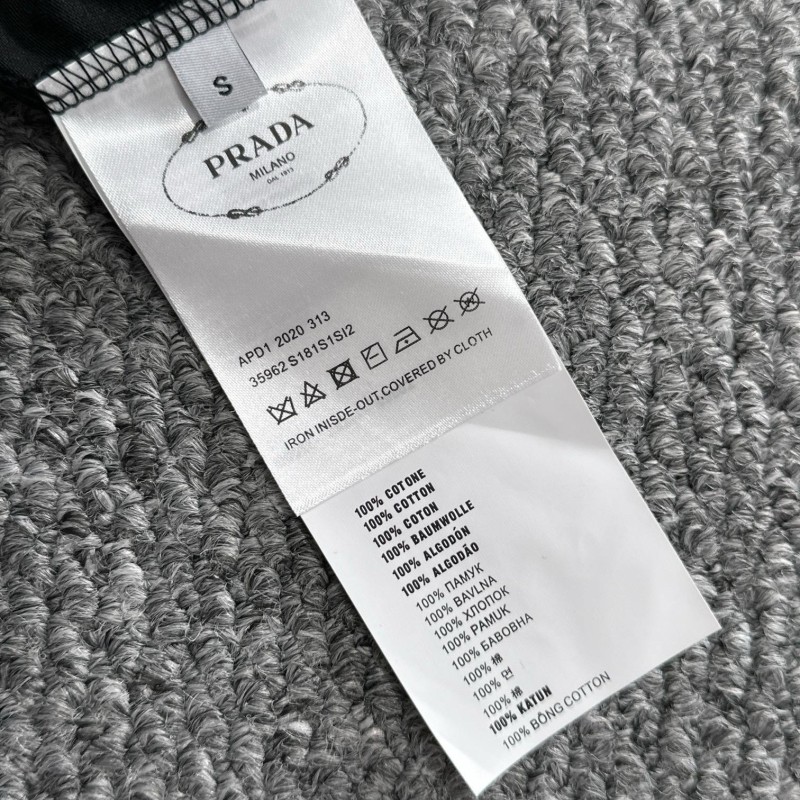 S
PRADA
MILANO
DAL 1913
APD1 2020 313
35962 S181S1SI2
IRON INISDE-OUT.COVERED BY CLOTH
100% COTONE
100% COTTON
100% COTON
100% BAUMWOLLE
100% ALGODÓN
100% ALGODÃO
100% ПАМУК
100% BAVLNA
100% ХЛОПОК
100% PAMUK
100% БАВОВНА
100% 棉
100% 면
100% 棉
100% KATUN
100% BÔNG COTTON